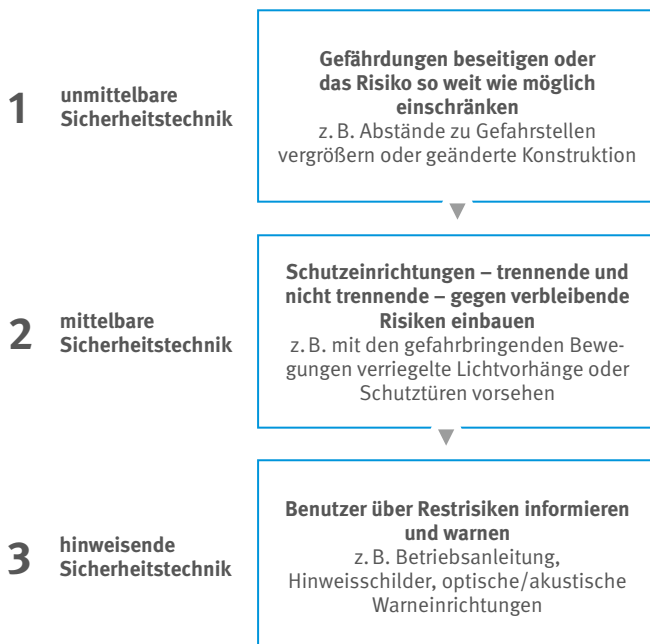 1
unmittelbare
Sicherheitstechnik
Gefährdungen beseitigen oder
das Risiko so weit wie möglich
einschränken
z. B. Abstände zu Gefahrstellen
vergrößern oder geänderte Konstruktion
2
mittelbare
Sicherheitstechnik
Schutzeinrichtungen – trennende und
nicht trennende – gegen verbleibende
Risiken einbauen
z. B. mit den gefahrbringenden Bewe-
gungen verriegelte Lichtvorhänge oder
Schutztüren vorsehen
3
hinweisende
Sicherheitstechnik
Benutzer über Restrisiken informieren
und warnen
z. B. Betriebsanleitung,
Hinweisschilder, optische/akustische
Warneinrichtungen